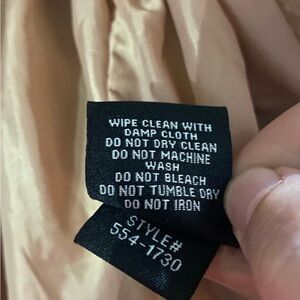 WIPE CLEAN WITH
DAMP CLOTH
DO NOT DRY CLEAN
DO NOT MACHINE
WASH
DO NOT BLEACH
DO NOT TUMBLE DRY
DO NOT IRON
STYLE#
554-1730